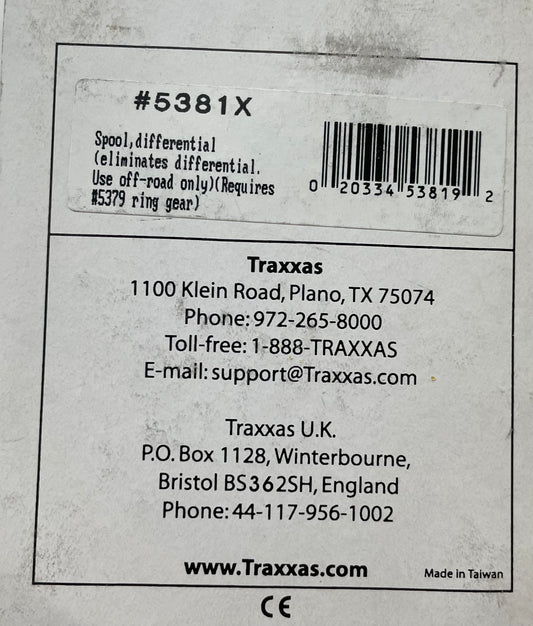 #5381X
Spool,differential
(eliminates differential.
Use off-road only)(Requires
#5379 ring gear)
0 20334 53819 2
Traxxas
1100 Klein Road, Plano, TX 75074
Phone: 972-265-8000
Toll-free: 1-888-TRAXXAS
E-mail: support@Traxxas.com
Traxxas U.K.
P.O. Box 1128, Winterbourne,
Bristol BS362SH, England
Phone: 44-117-956-1002
www.Traxxas.com
Made in Taiwan
CE